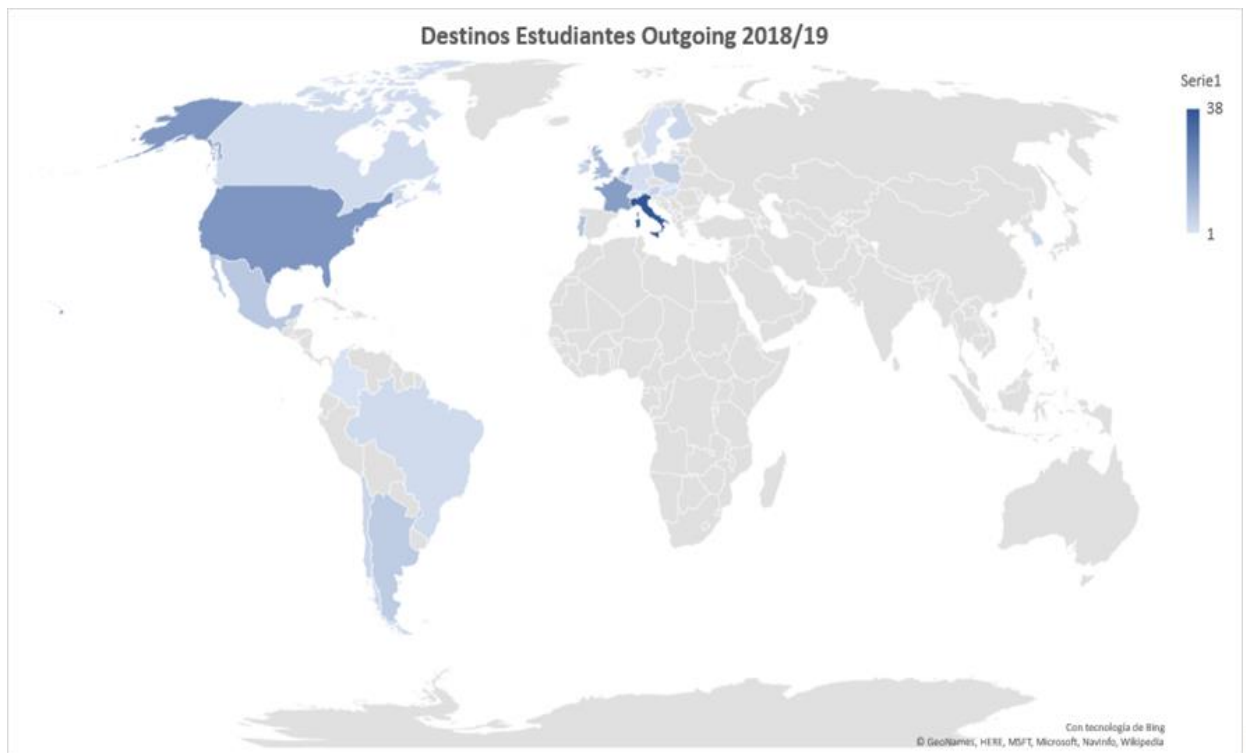 Destinos Estudiantes Outgoing 2018/19
Serie1
38
1
Con tecnología de Bing
© GeoNames, HERE, MSFT, Microsoft, NavInfo, Wikipedia